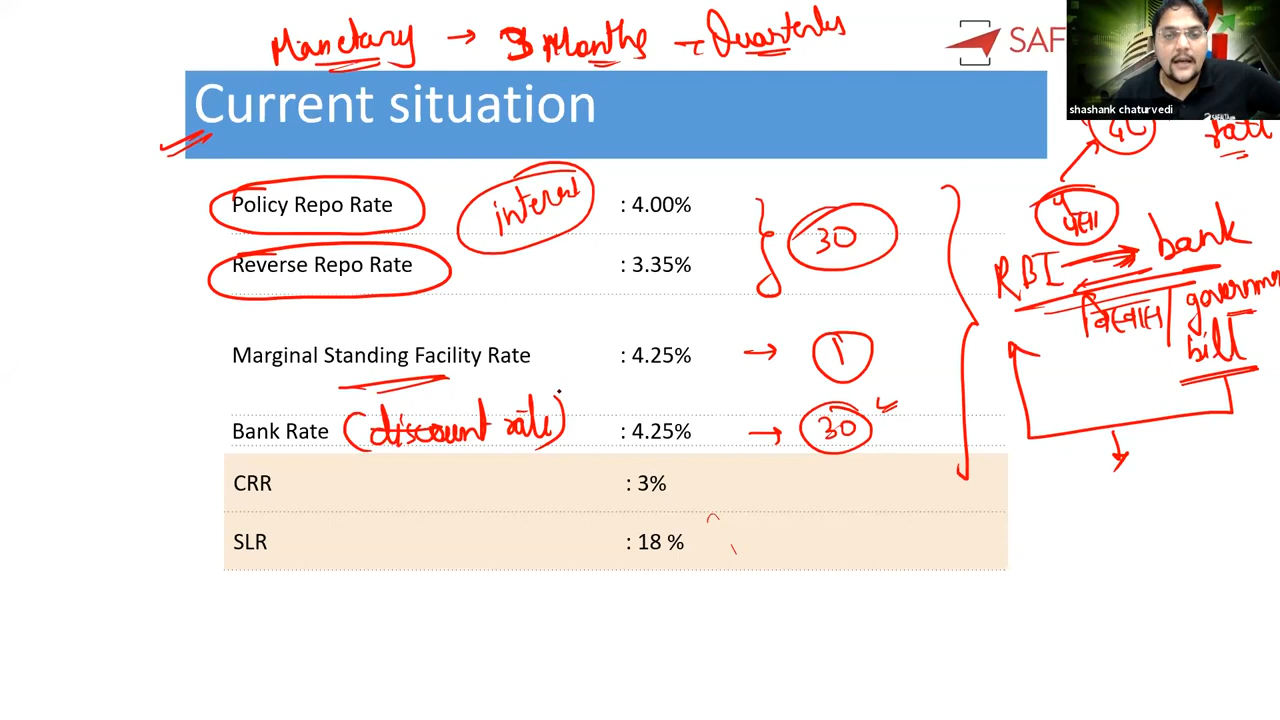 Monetary → 3 Months - Quarterly
SAF
Current situation
shashank chaturvedi
Policy Repo Rate : 4.00%
interest
30
Reverse Repo Rate : 3.35%
RBI bank
विश्वास government
bill
Marginal Standing Facility Rate : 4.25% → 1
Bank Rate (discount rate) : 4.25% → 30
CRR : 3%
SLR : 18 %